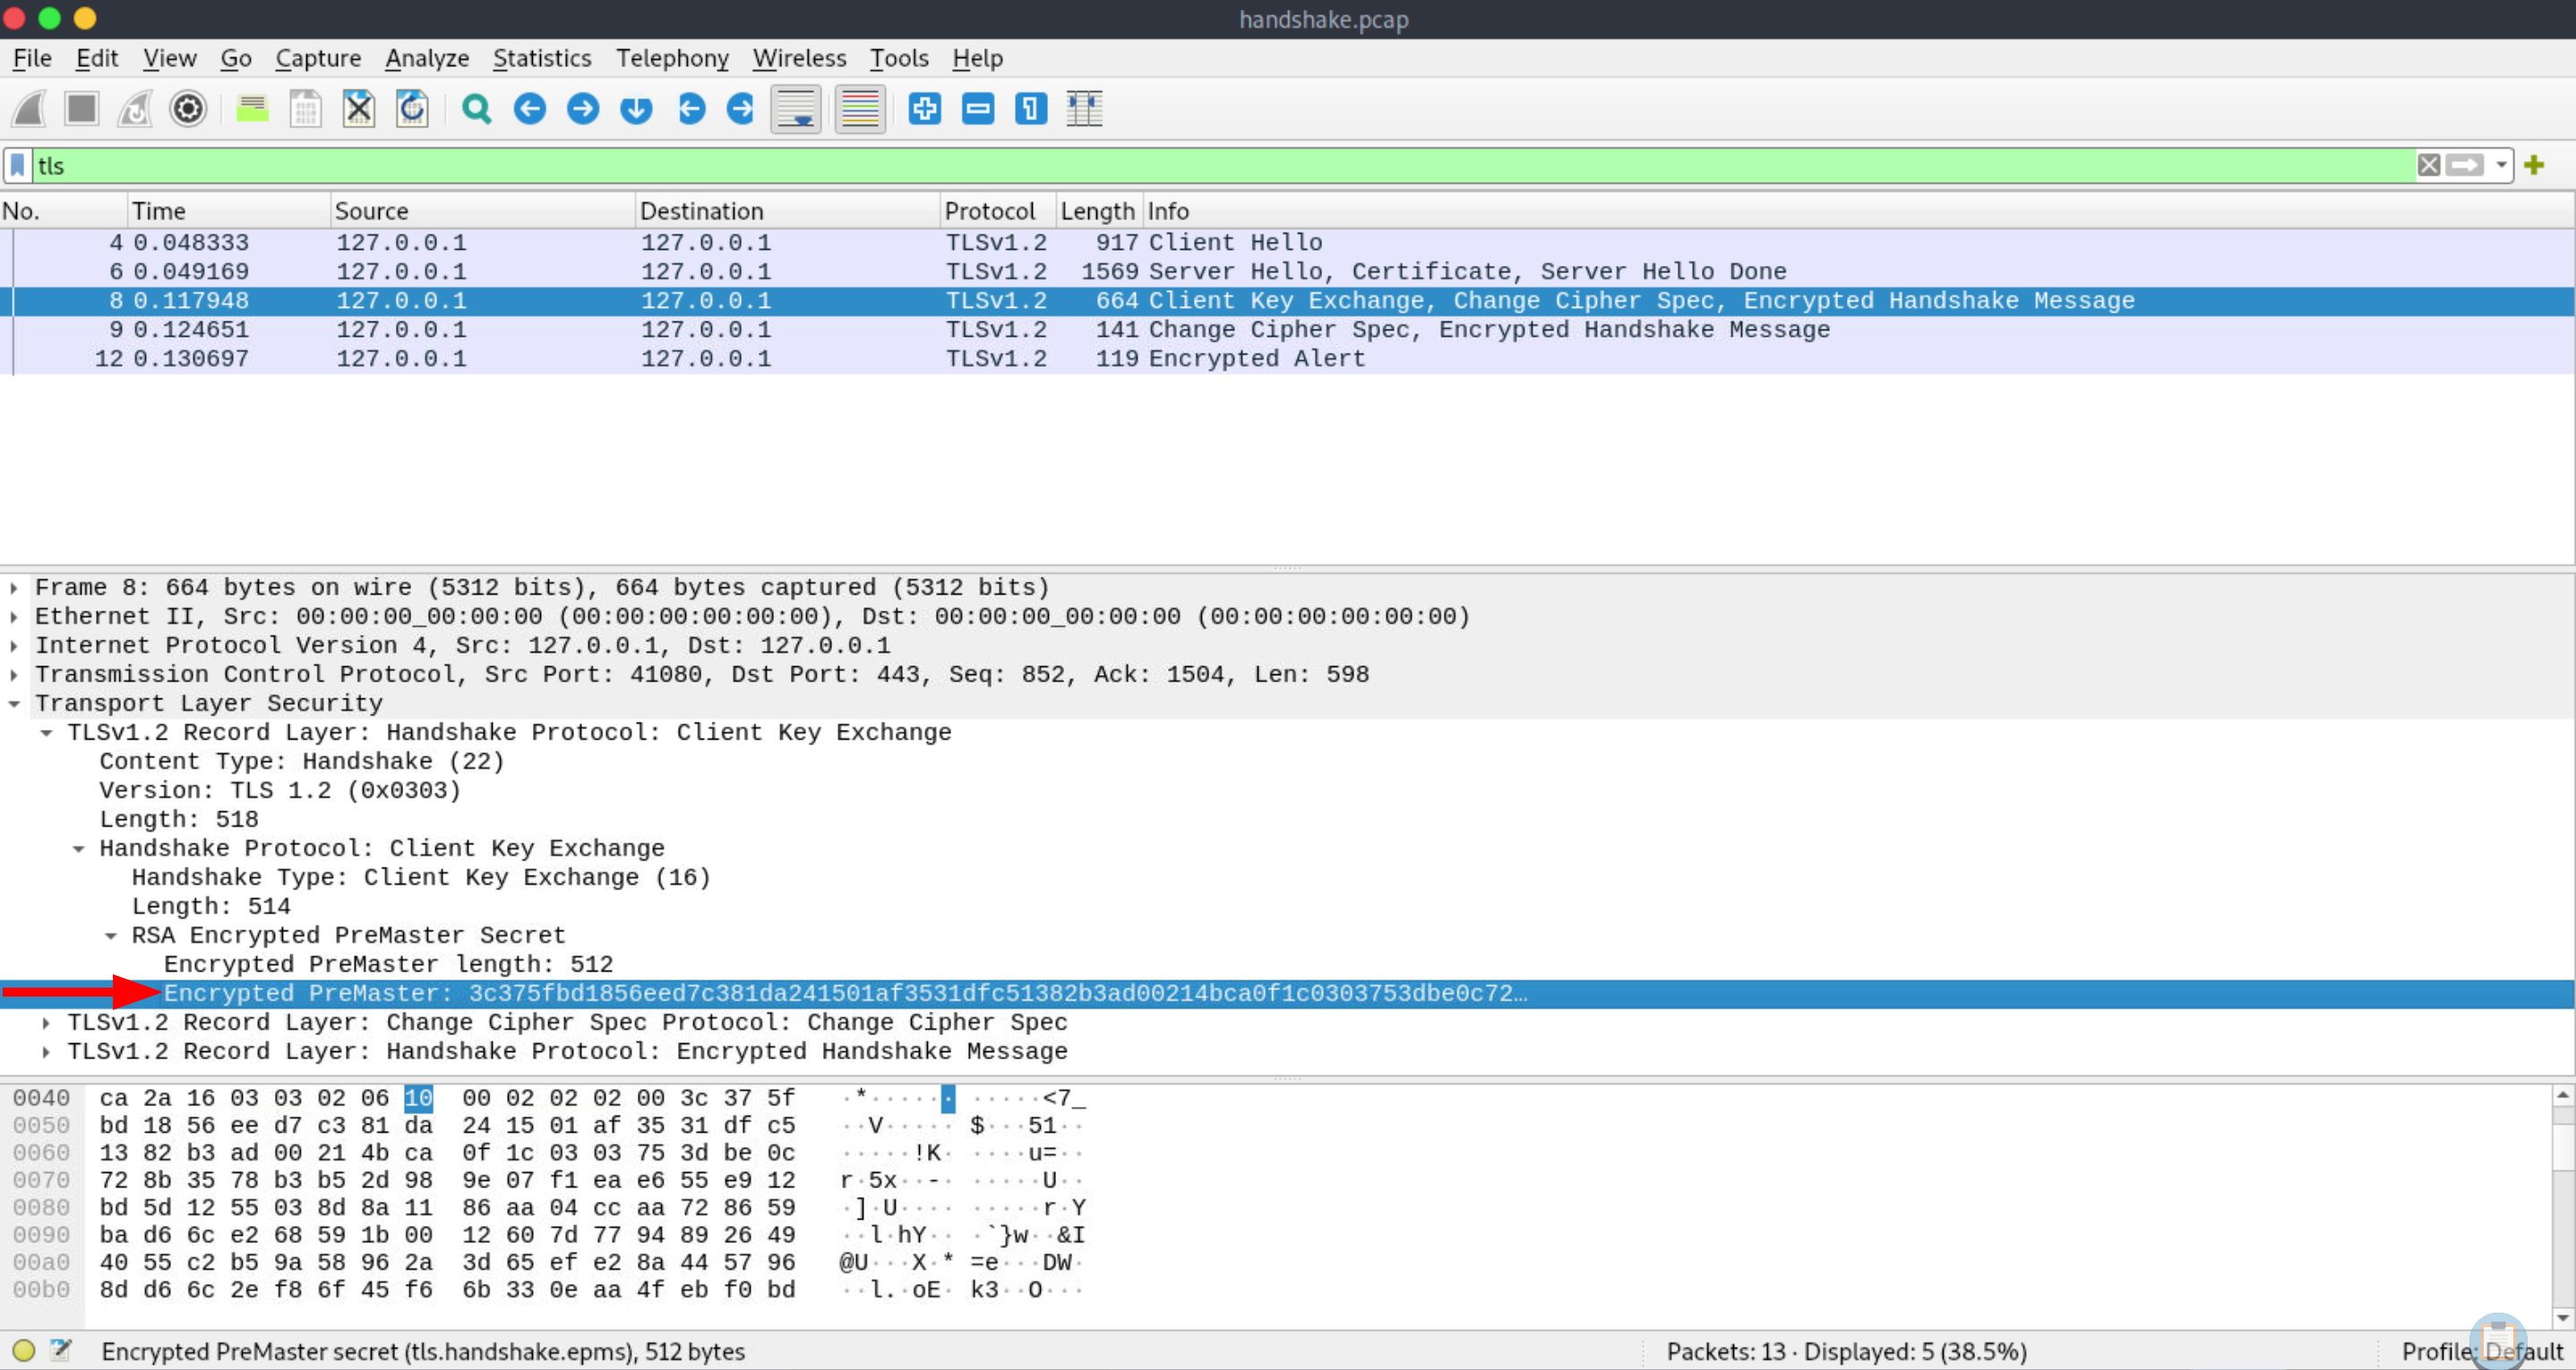 handshake.pcap
File Edit View Go Capture Analyze Statistics Telephony Wireless Tools Help
tls
No. Time Source Destination Protocol Length Info
4 0.048333 127.0.0.1 127.0.0.1 TLSv1.2 917 Client Hello
6 0.049169 127.0.0.1 127.0.0.1 TLSv1.2 1569 Server Hello, Certificate, Server Hello Done
8 0.117948 127.0.0.1 127.0.0.1 TLSv1.2 664 Client Key Exchange, Change Cipher Spec, Encrypted Handshake Message
9 0.124651 127.0.0.1 127.0.0.1 TLSv1.2 141 Change Cipher Spec, Encrypted Handshake Message
12 0.130697 127.0.0.1 127.0.0.1 TLSv1.2 119 Encrypted Alert
Frame 8: 664 bytes on wire (5312 bits), 664 bytes captured (5312 bits)
Ethernet II, Src: 00:00:00_00:00:00 (00:00:00:00:00:00), Dst: 00:00:00_00:00:00 (00:00:00:00:00:00)
Internet Protocol Version 4, Src: 127.0.0.1, Dst: 127.0.0.1
Transmission Control Protocol, Src Port: 41080, Dst Port: 443, Seq: 852, Ack: 1504, Len: 598
Transport Layer Security
TLSv1.2 Record Layer: Handshake Protocol: Client Key Exchange
Content Type: Handshake (22)
Version: TLS 1.2 (0x0303)
Length: 518
Handshake Protocol: Client Key Exchange
Handshake Type: Client Key Exchange (16)
Length: 514
RSA Encrypted PreMaster Secret
Encrypted PreMaster length: 512
Encrypted PreMaster: 3c375fbd1856eed7c381da241501af3531dfc51382b3ad00214bca0f1c0303753dbe0c72…
TLSv1.2 Record Layer: Change Cipher Spec Protocol: Change Cipher Spec
TLSv1.2 Record Layer: Handshake Protocol: Encrypted Handshake Message
0040 ca 2a 16 03 03 02 06 10 00 02 02 02 00 3c 37 5f ·*······ ·····<7_
0050 bd 18 56 ee d7 c3 81 da 24 15 01 af 35 31 df c5 ··V····· $···51··
0060 13 82 b3 ad 00 21 4b ca 0f 1c 03 03 75 3d be 0c ·····!K· ····u=··
0070 72 8b 35 78 b3 b5 2d 98 9e 07 f1 ea e6 55 e9 12 r·5x··-· ·····U··
0080 bd 5d 12 55 03 8d 8a 11 86 aa 04 cc aa 72 86 59 ·]·U···· ·····r·Y
0090 ba d6 6c e2 68 59 1b 00 12 60 7d 77 94 89 26 49 ··l·hY·· ·`}w··&I
00a0 40 55 c2 b5 9a 58 96 2a 3d 65 ef e2 8a 44 57 96 @U···X·* =e···DW·
00b0 8d d6 6c 2e f8 6f 45 f6 6b 33 0e aa 4f eb f0 bd ··l.·oE· k3··O···
Encrypted PreMaster secret (tls.handshake.epms), 512 bytes Packets: 13 · Displayed: 5 (38.5%) Profile: Default